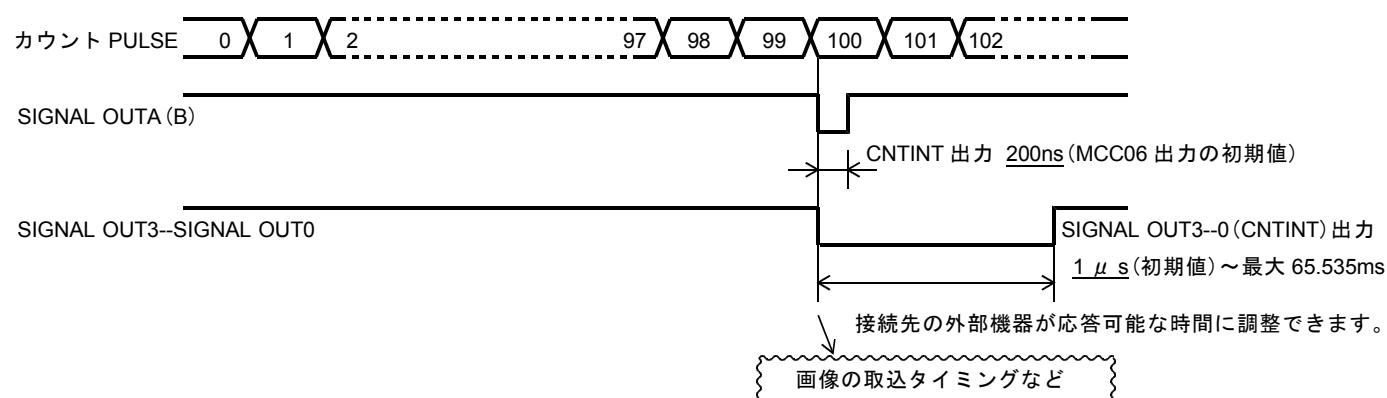 カウント PULSE 0 1 2 97 98 99 100 101 102
SIGNAL OUTA(B)
CNTINT 出力 200ns(MCC06 出力の初期値)
SIGNAL OUT3--SIGNAL OUT0
SIGNAL OUT3--0(CNTINT)出力
1 μ s(初期値)～最大 65.535ms
接続先の外部機器が応答可能な時間に調整できます。
画像の取込タイミングなど